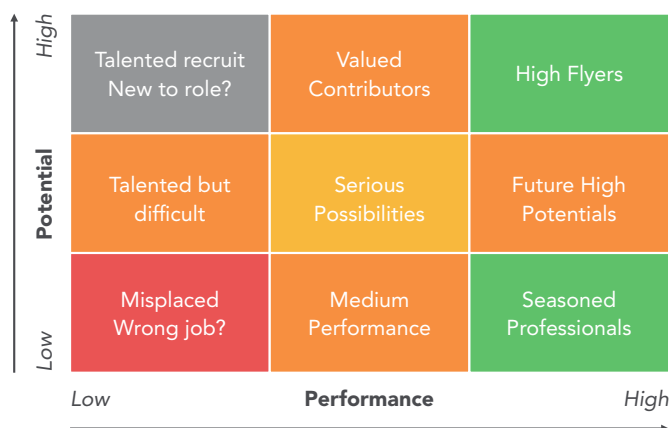 High
Potential
Low
Talented recruit
New to role?
Valued
Contributors
High Flyers
Talented but
difficult
Serious
Possibilities
Future High
Potentials
Misplaced
Wrong job?
Medium
Performance
Seasoned
Professionals
Low
Performance
High